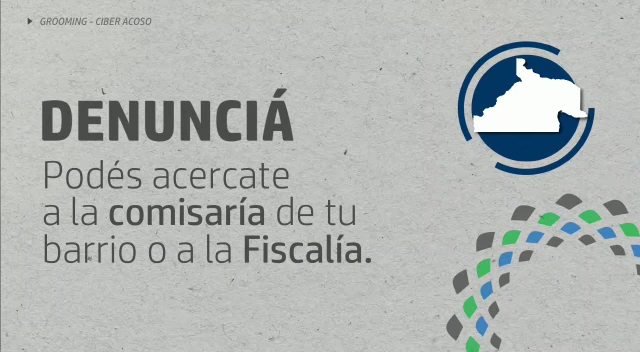 GROOMING - CIBER ACOSO
DENUNCIÁ
Podés acercate
a la comisaría de tu
barrio o a la Fiscalía.